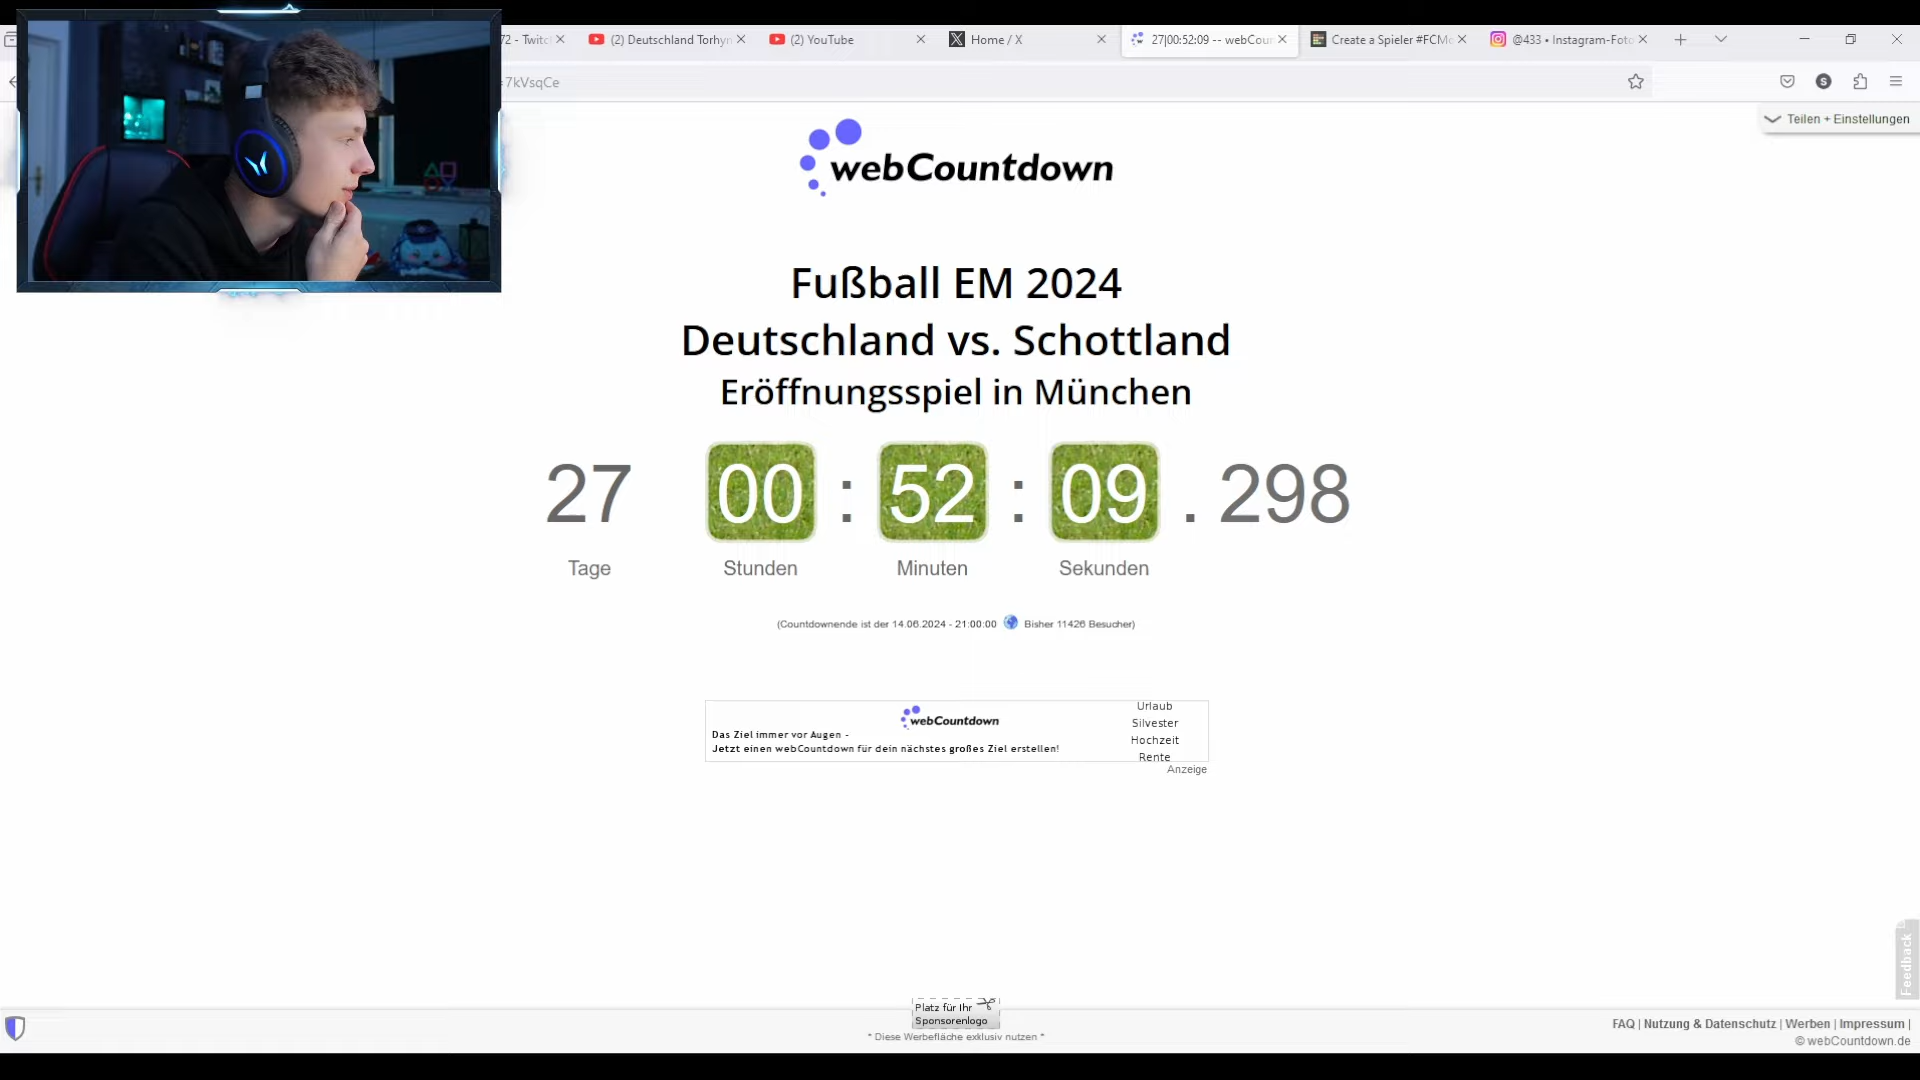 72 - Twitc
(2) Deutschland Torhyn
(2) YouTube
Home / X
27|00:52:09 -- webCoun
Create a Spieler #FCMo
@433 • Instagram-Foto
7kVsqCe
S
Teilen + Einstellungen
webCountdown
Fußball EM 2024
Deutschland vs. Schottland
Eröffnungsspiel in München
27 00 : 52 : 09 . 298
Tage Stunden Minuten Sekunden
(Countdownende ist der 14.06.2024 - 21:00:00 Bisher 11426 Besucher)
webCountdown
Das Ziel immer vor Augen -
Jetzt einen webCountdown für dein nächstes großes Ziel erstellen!
Urlaub
Silvester
Hochzeit
Rente
Anzeige
Feedback
Platz für Ihr
Sponsorenlogo
* Diese Werbefläche exklusiv nutzen *
FAQ | Nutzung & Datenschutz | Werben | Impressum |
© webCountdown.de